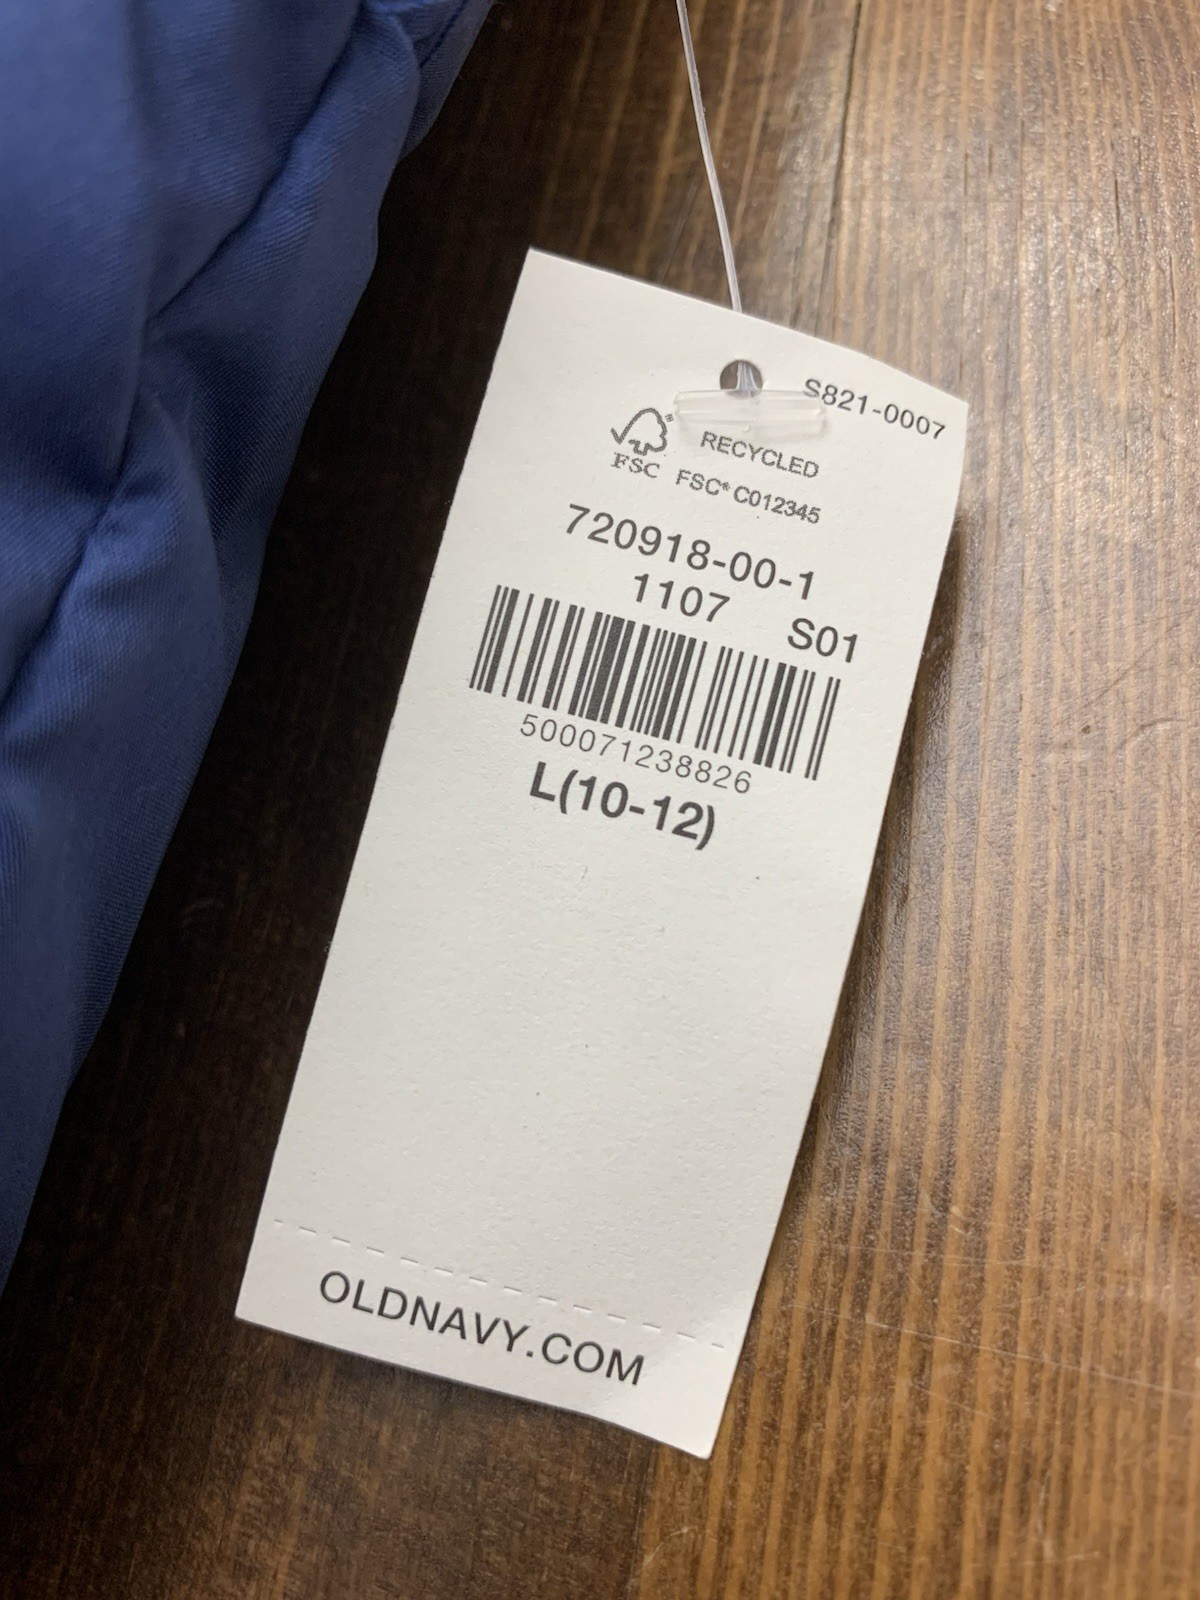 S821-0007
RECYCLED
FSC FSC® C012345
720918-00-1
1107 S01
500071238826
L(10-12)
OLDNAVY.COM